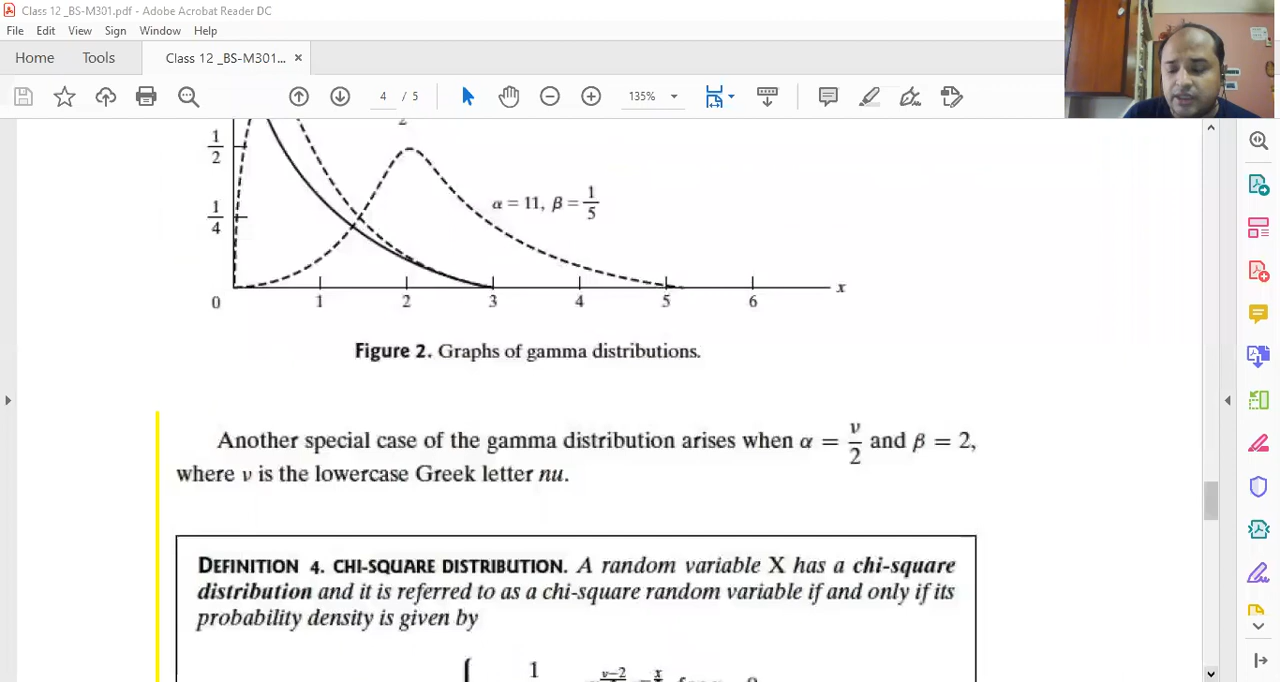 Class 12 _BS-M301.pdf - Adobe Acrobat Reader DC
File Edit View Sign Window Help
Home Tools Class 12 _BS-M301... ×
4 / 5 135%
2
1
2
1
4
α = 11, β = 1/5
0 1 2 3 4 5 6 x
Figure 2. Graphs of gamma distributions.
Another special case of the gamma distribution arises when α = ν/2 and β = 2,
where ν is the lowercase Greek letter nu.
DEFINITION 4. CHI-SQUARE DISTRIBUTION. A random variable X has a chi-square
distribution and it is referred to as a chi-square random variable if and only if its
probability density is given by
1 ν−2 x